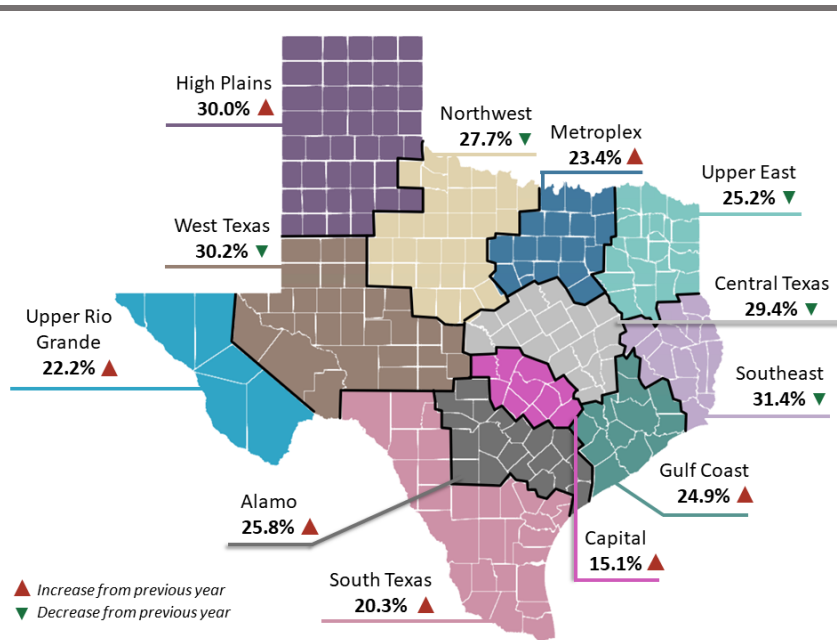 High Plains
30.0% ▲
Northwest
27.7% ▼
Metroplex
23.4% ▲
Upper East
25.2% ▼
West Texas
30.2% ▼
Central Texas
29.4% ▼
Upper Rio
Grande
22.2% ▲
Southeast
31.4% ▼
Gulf Coast
24.9% ▲
Alamo
25.8% ▲
Capital
15.1% ▲
South Texas
20.3% ▲
▲ Increase from previous year
▼ Decrease from previous year